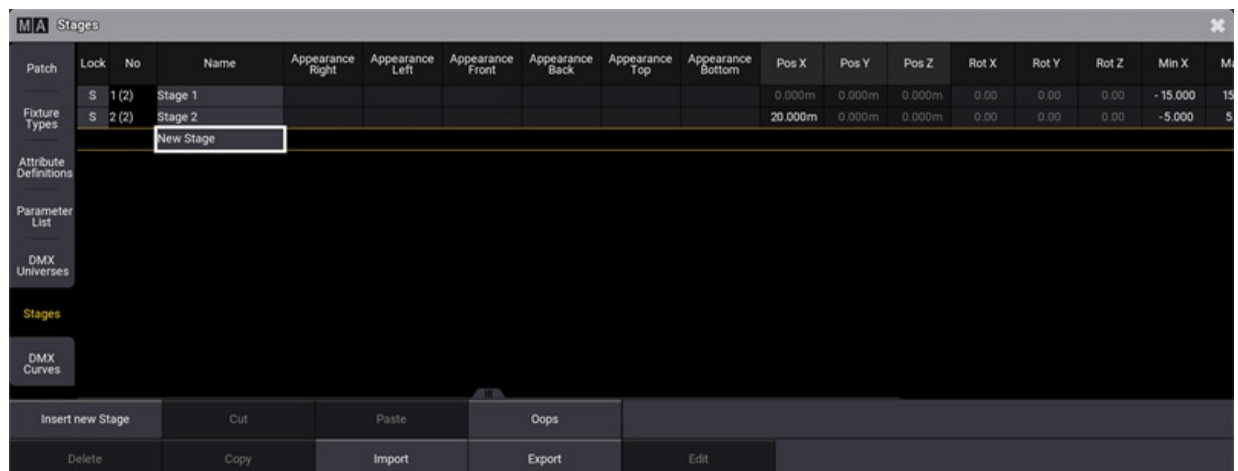 MA Stages
Patch
Fixture Types
Attribute Definitions
Parameter List
DMX Universes
Stages
DMX Curves
Lock No Name Appearance Right Appearance Left Appearance Front Appearance Back Appearance Top Appearance Bottom Pos X Pos Y Pos Z Rot X Rot Y Rot Z Min X
S 1 (2) Stage 1 0.000m 0.000m 0.000m 0.00 0.00 0.00 - 15.000 15
S 2 (2) Stage 2 20.000m 0.000m 0.000m 0.00 0.00 0.00 - 5.000 5.
New Stage
Insert new Stage Cut Paste Oops
Delete Copy Import Export Edit